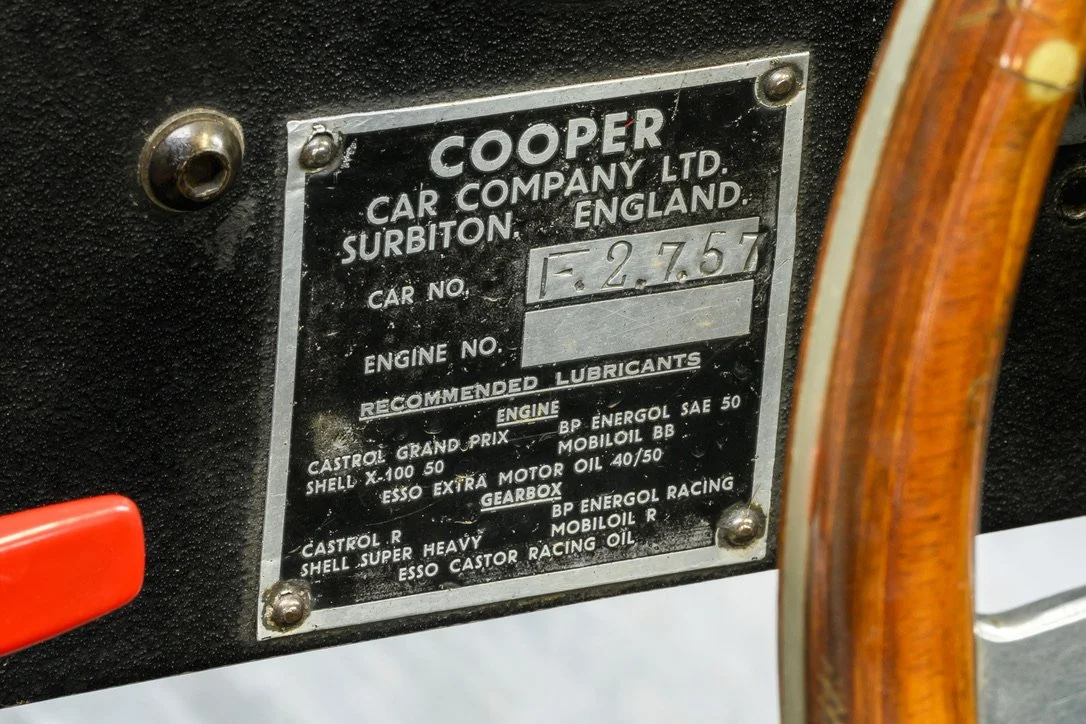 COOPER
CAR COMPANY LTD.
SURBITON. ENGLAND.
CAR NO. F.2.7.57
ENGINE NO.
RECOMMENDED LUBRICANTS
ENGINE
CASTROL GRAND PRIX BP ENERGOL SAE 50
SHELL X-100 50 MOBILOIL BB
ESSO EXTRA MOTOR OIL 40/50
GEARBOX
CASTROL R BP ENERGOL RACING
SHELL SUPER HEAVY MOBILOIL R
ESSO CASTOR RACING OIL